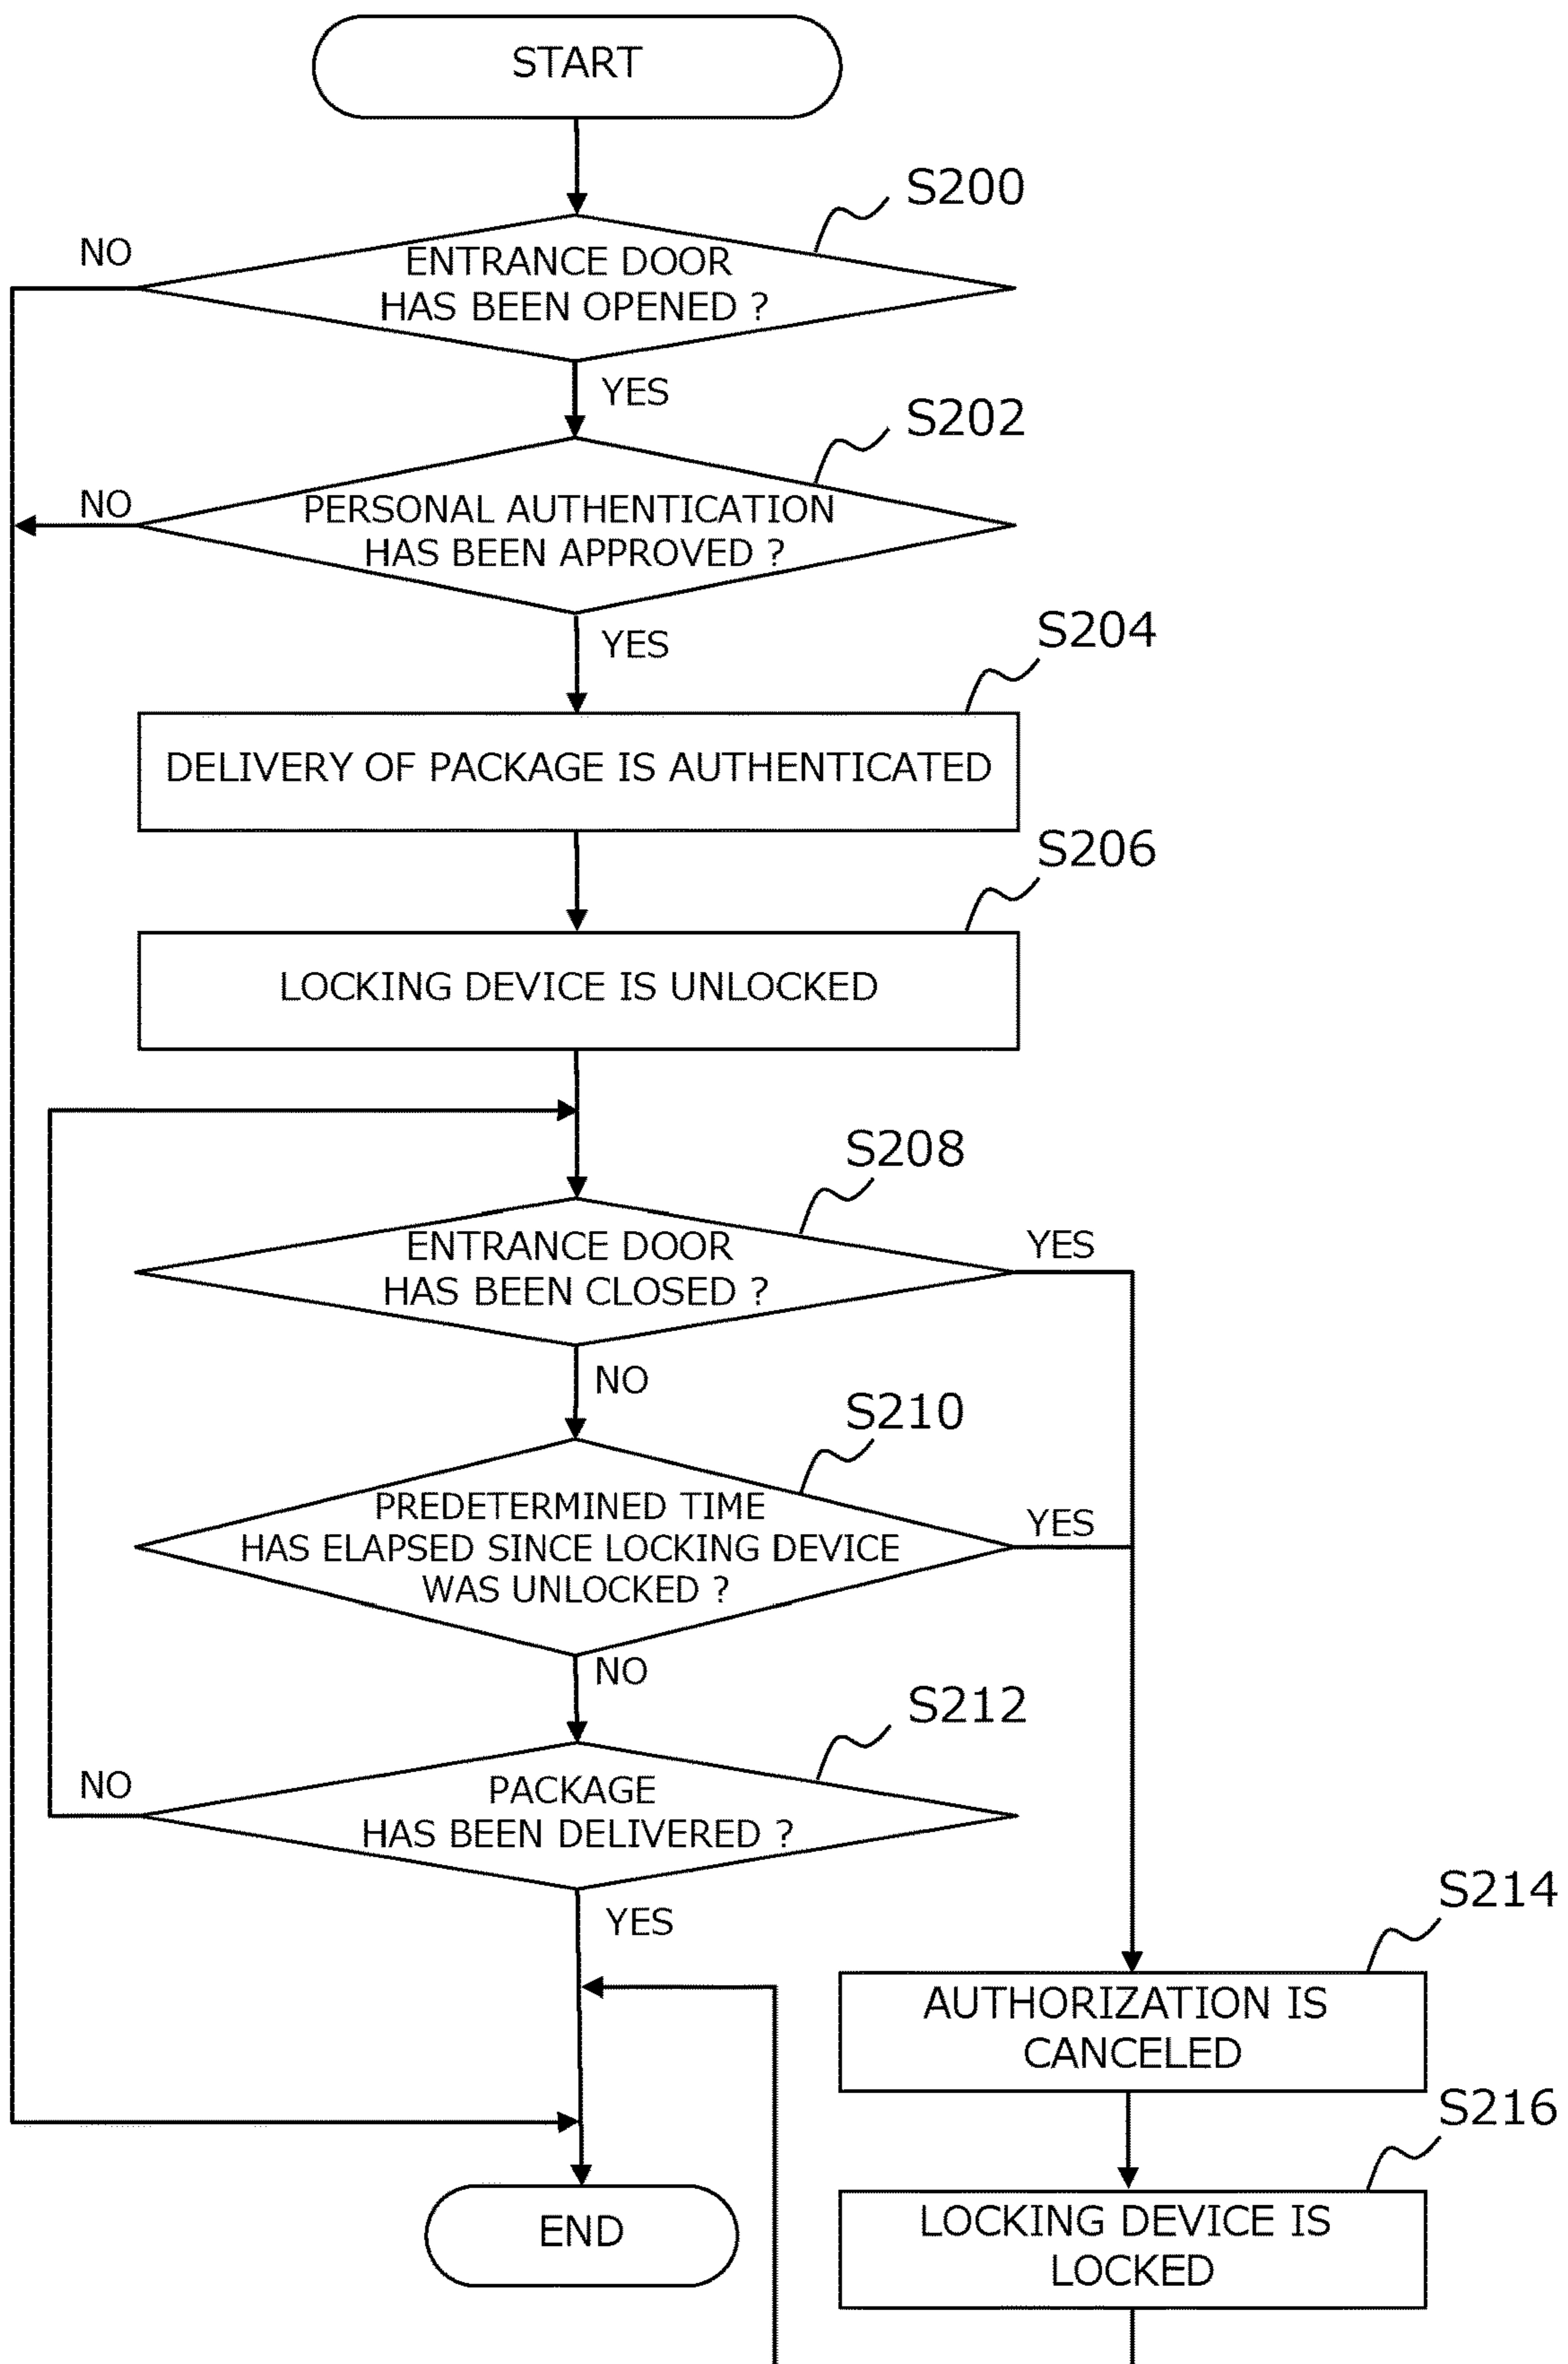 START
S200
NO
ENTRANCE DOOR
HAS BEEN OPENED ?
YES
S202
NO
PERSONAL AUTHENTICATION
HAS BEEN APPROVED ?
YES
S204
DELIVERY OF PACKAGE IS AUTHENTICATED
S206
LOCKING DEVICE IS UNLOCKED
S208
ENTRANCE DOOR
HAS BEEN CLOSED ?
YES
NO
S210
PREDETERMINED TIME
HAS ELAPSED SINCE LOCKING DEVICE
WAS UNLOCKED ?
YES
NO
S212
NO
PACKAGE
HAS BEEN DELIVERED ?
YES
S214
AUTHORIZATION IS
CANCELED
S216
LOCKING DEVICE IS
LOCKED
END